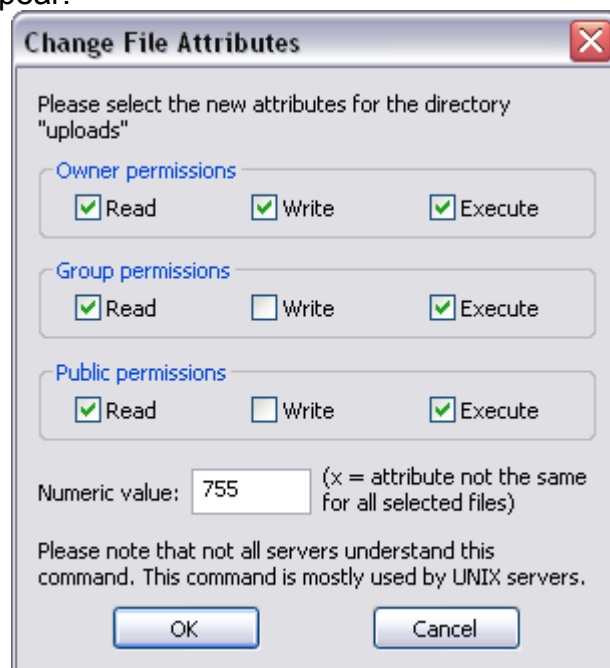 pear:
Change File Attributes
Please select the new attributes for the directory
"uploads"
Owner permissions
Read Write Execute
Group permissions
Read Write Execute
Public permissions
Read Write Execute
Numeric value: 755 (x = attribute not the same
for all selected files)
Please note that not all servers understand this
command. This command is mostly used by UNIX servers.
OK Cancel